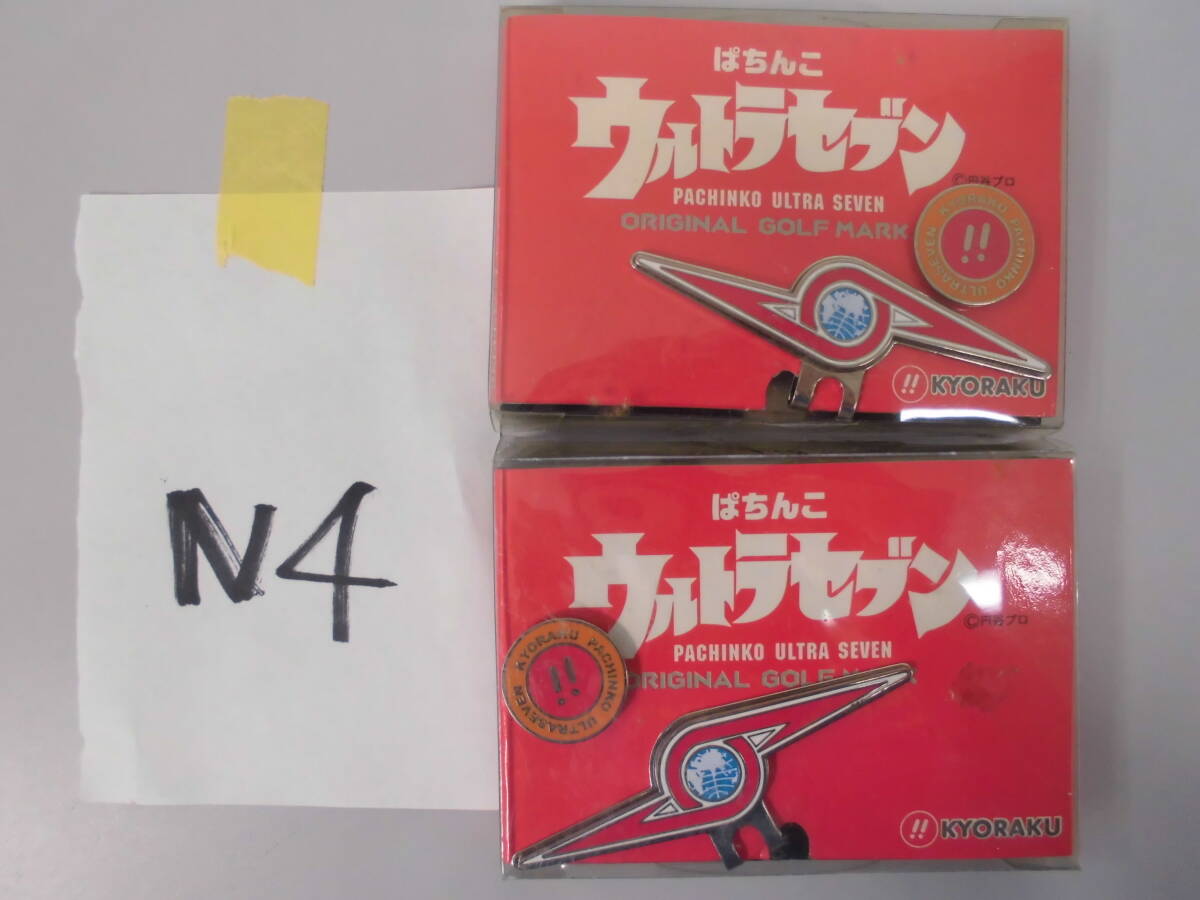 N4
ぱちんこ
ウルトラセブン
©円谷プロ
PACHINKO ULTRA SEVEN
ORIGINAL GOLF MARK
KYORAKU PACHINKO ULTRASEVEN
!!
!! KYORAKU
ぱちんこ
ウルトラセブン
©円谷プロ
PACHINKO ULTRA SEVEN
ORIGINAL GOLF
KYORAKU PACHINKO ULTRASEVEN
!!
!! KYORAKU